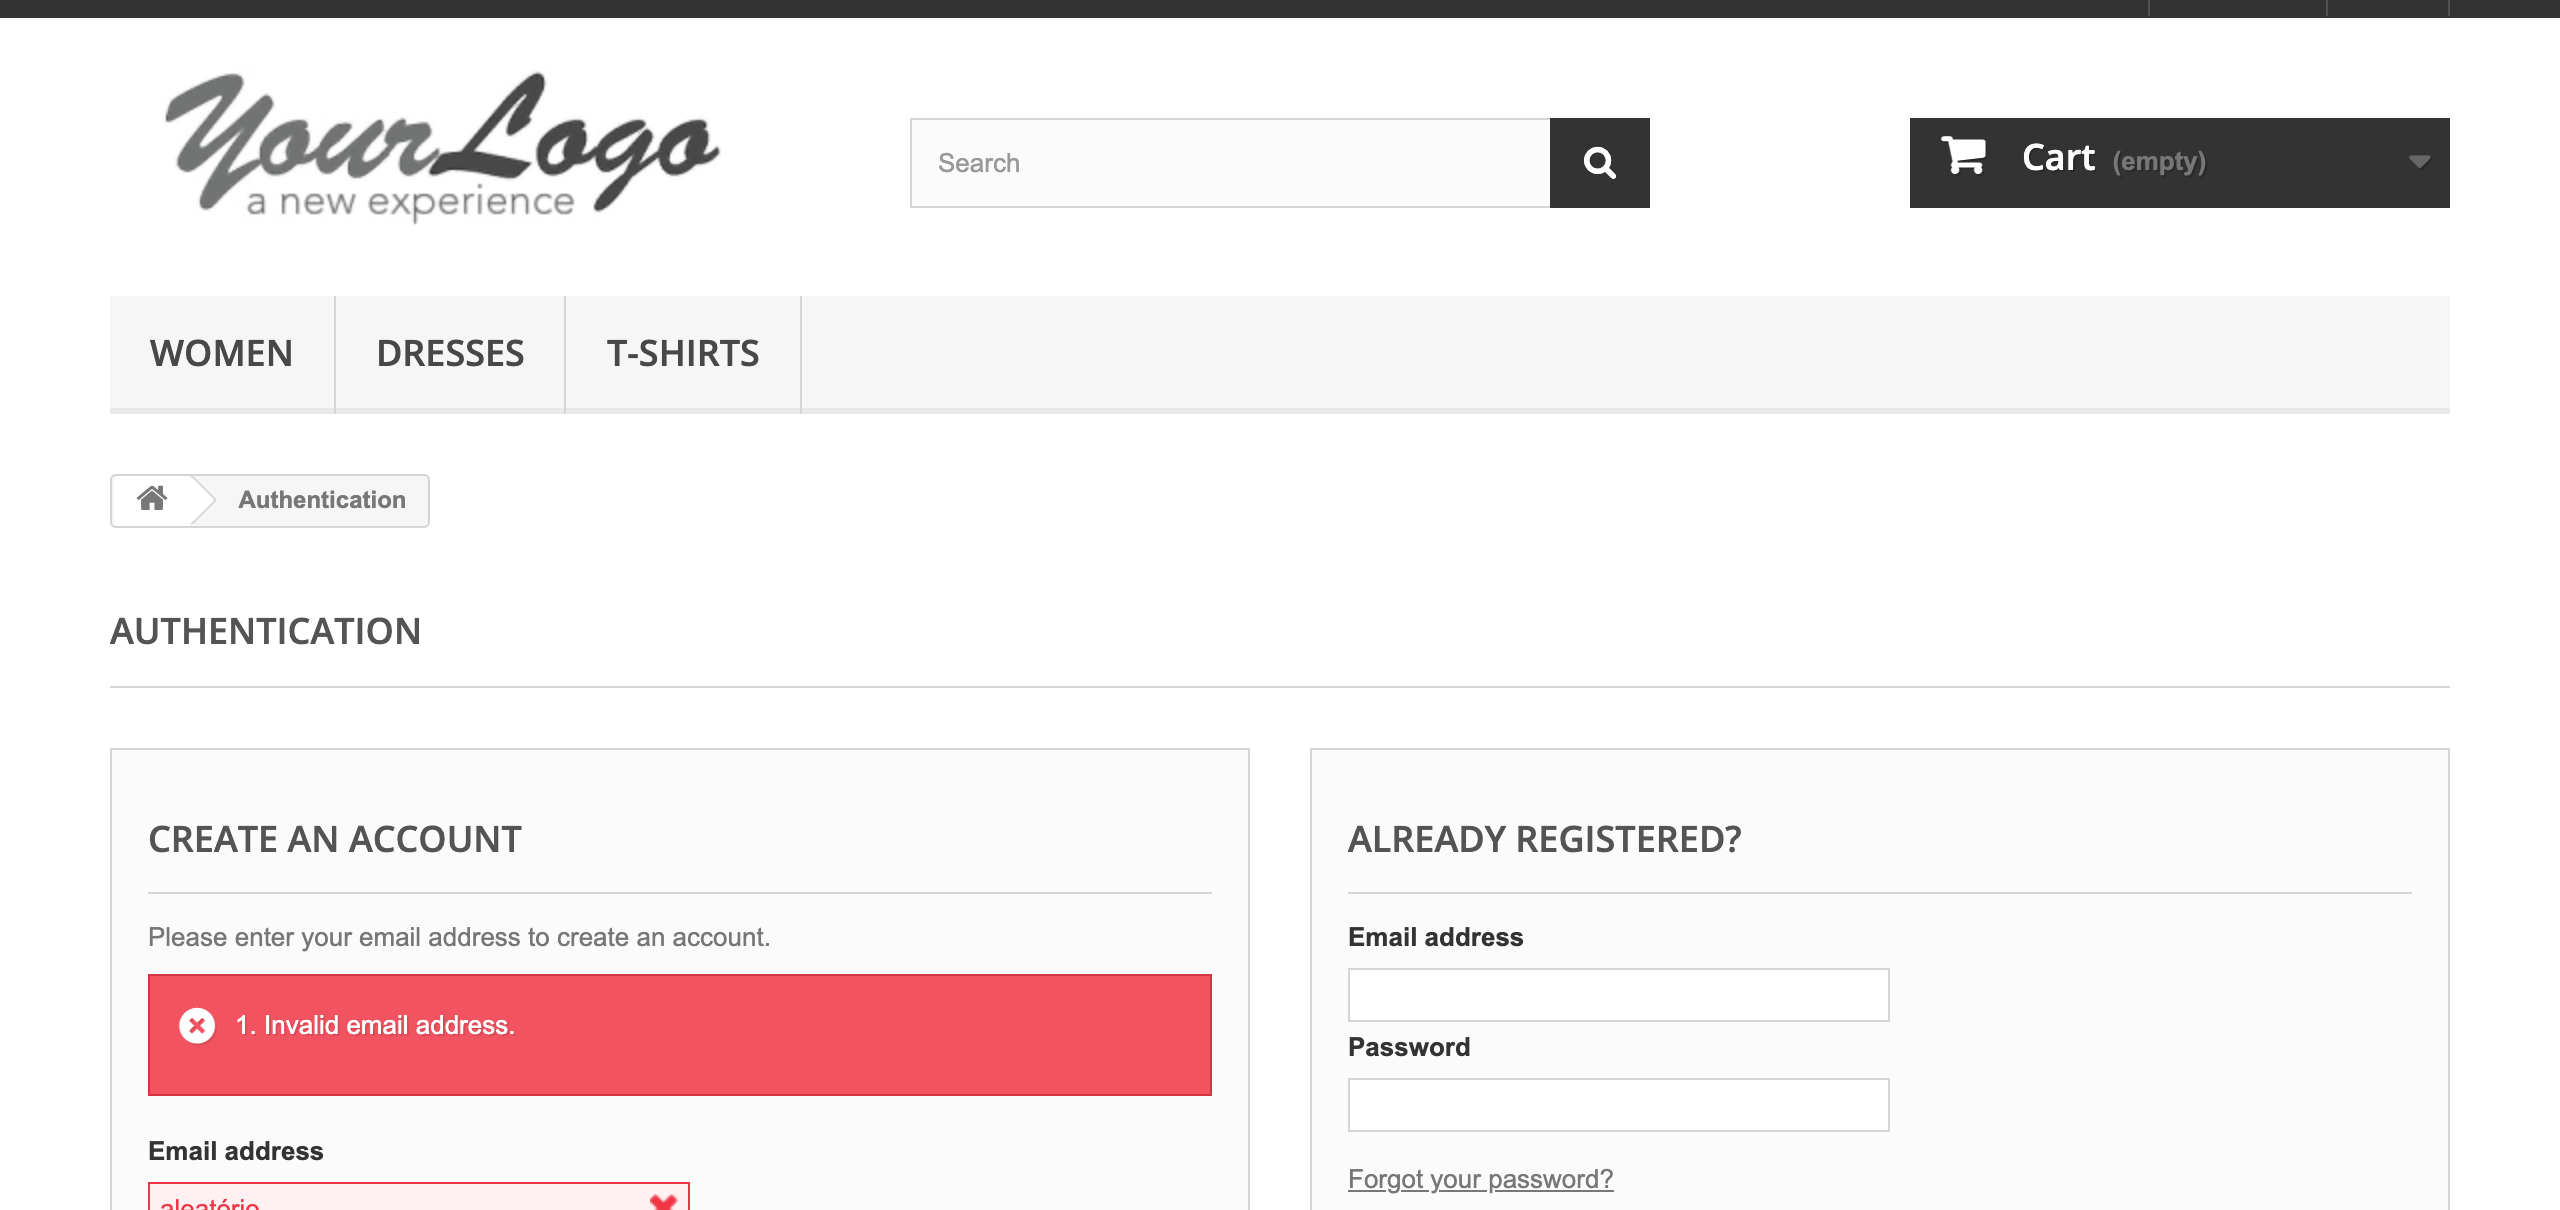 YourLogo
a new experience
Search
Cart (empty)
WOMEN
DRESSES
T-SHIRTS
Authentication
AUTHENTICATION
CREATE AN ACCOUNT
Please enter your email address to create an account.
1. Invalid email address.
Email address
aleatório
ALREADY REGISTERED?
Email address
Password
Forgot your password?